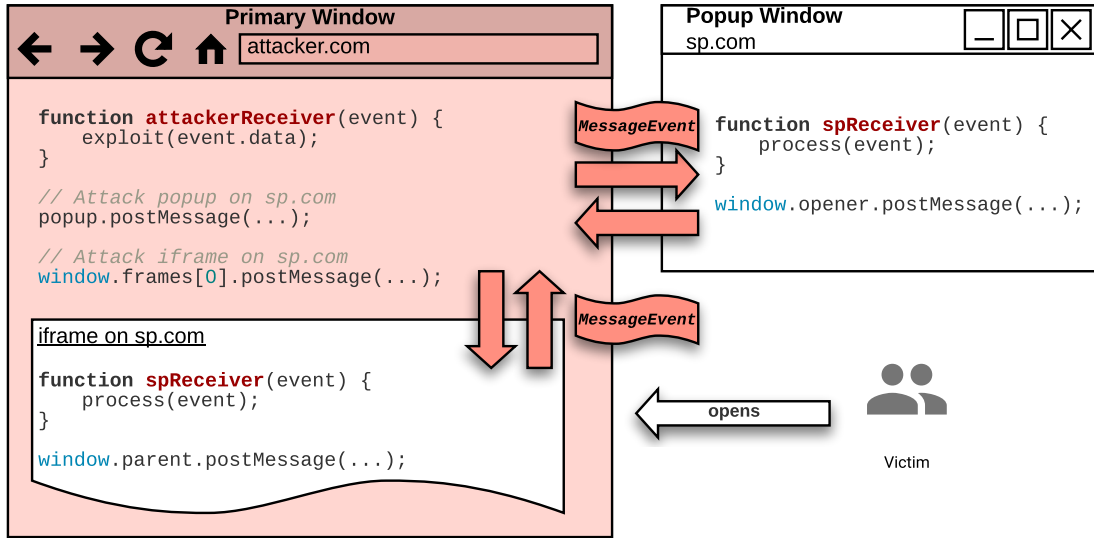 Primary Window
attacker.com
function attackerReceiver(event) {
exploit(event.data);
}
// Attack popup on sp.com
popup.postMessage(...);
// Attack iframe on sp.com
window.frames[0].postMessage(...);
iframe on sp.com
function spReceiver(event) {
process(event);
}
window.parent.postMessage(...);
MessageEvent
MessageEvent
Popup Window
sp.com
function spReceiver(event) {
process(event);
}
window.opener.postMessage(...);
opens
Victim